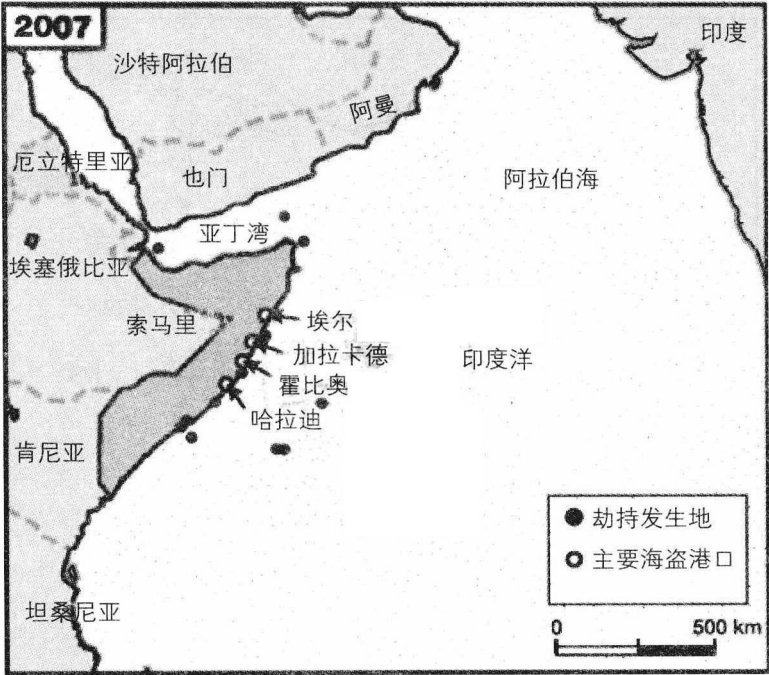 2007
印度
沙特阿拉伯
阿曼
厄立特里亚
也门
阿拉伯海
亚丁湾
埃塞俄比亚
索马里
埃尔
加拉卡德
印度洋
霍比奥
哈拉迪
肯尼亚
劫持发生地
主要海盗港口
坦桑尼亚
0 500 km